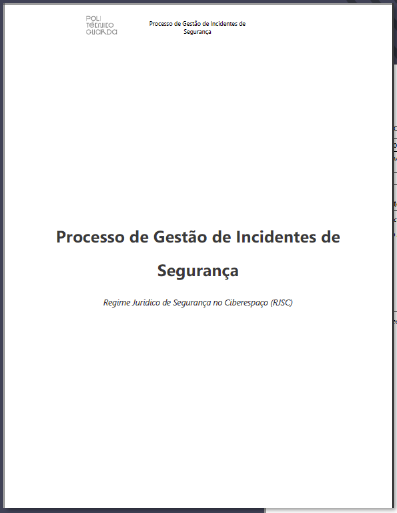 POLI
TÉCNICO
GUARDA
Processo de Gestão de Incidentes de
Segurança
Processo de Gestão de Incidentes de
Segurança
Regime Jurídico de Segurança no Ciberespaço (RJSC)